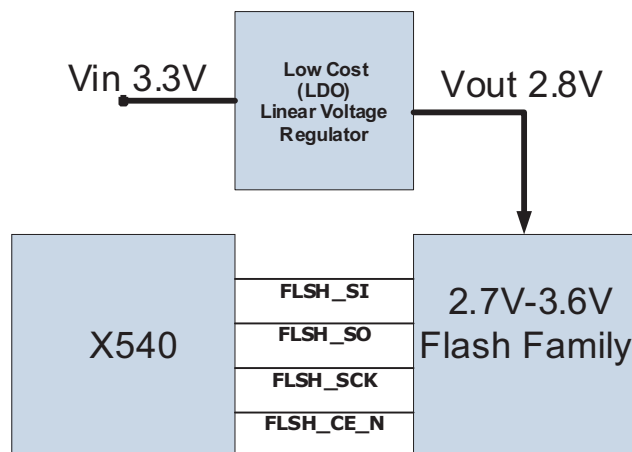 Vin 3.3V
Low Cost
(LDO)
Linear Voltage
Regulator
Vout 2.8V
X540
FLSH_SI
FLSH_SO
FLSH_SCK
FLSH_CE_N
2.7V-3.6V
Flash Family